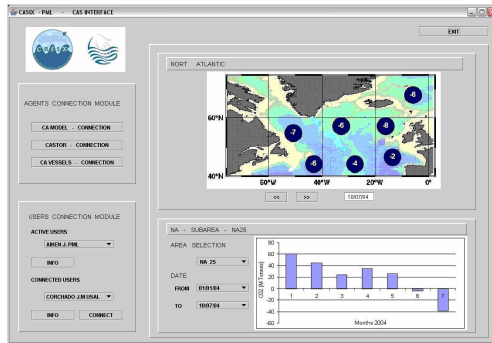 CASIX - PML - CAS INTERFACE
EXIT
NORT ATLANTIC
AGENTS CONNECTION MODULE
CA MODEL - CONNECTION
CASTOR - CONNECTION
CA VESSELS - CONNECTION
-6
60°N
-7
-6
-8
-6
-4
-2
40°N
60°W
40°W
20°W
0°
<<
>>
10/07/04
USERS CONNECTION MODULE
ACTIVE USERS
AIKEN J. PML
INFO
CONNECTED USERS
CORCHADO J.M USAL
INFO
CONNECT
NA - SUBAREA - NA25
AREA SELECTION
NA 25
DATE
FROM 01/01/04
TO 10/07/04
CO2 (M Tonnes)
80
60
40
20
0
-20
-40
-60
1 2 3 4 5 6 7
Months 2004